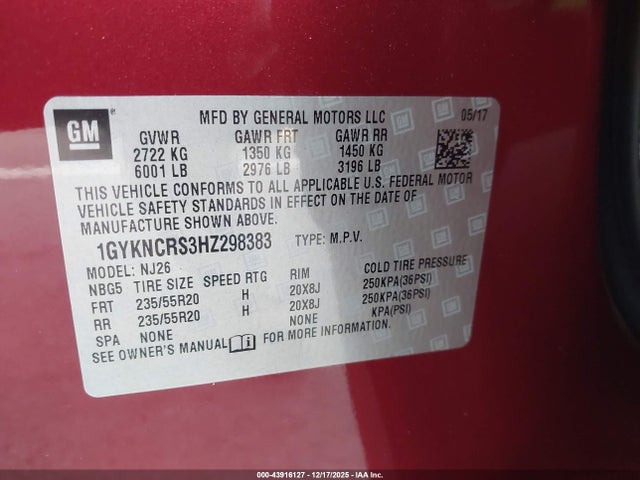 GM
MFD BY GENERAL MOTORS LLC 05/17
GVWR GAWR FRT GAWR RR
2722 KG 1350 KG 1450 KG
6001 LB 2976 LB 3196 LB
THIS VEHICLE CONFORMS TO ALL APPLICABLE U.S. FEDERAL MOTOR
VEHICLE SAFETY STANDARDS IN EFFECT ON THE DATE OF
MANUFACTURE SHOWN ABOVE.
1GYKNCRS3HZ298383 TYPE: M.P.V.
MODEL: NJ26
NBG5 TIRE SIZE SPEED RTG RIM COLD TIRE PRESSURE
FRT 235/55R20 H 20X8J 250KPA(36PSI)
RR 235/55R20 H 20X8J 250KPA(36PSI)
SPA NONE NONE KPA(PSI)
SEE OWNER'S MANUAL i FOR MORE INFORMATION.
000-43916127 - 12/17/2025 - IAAI.com